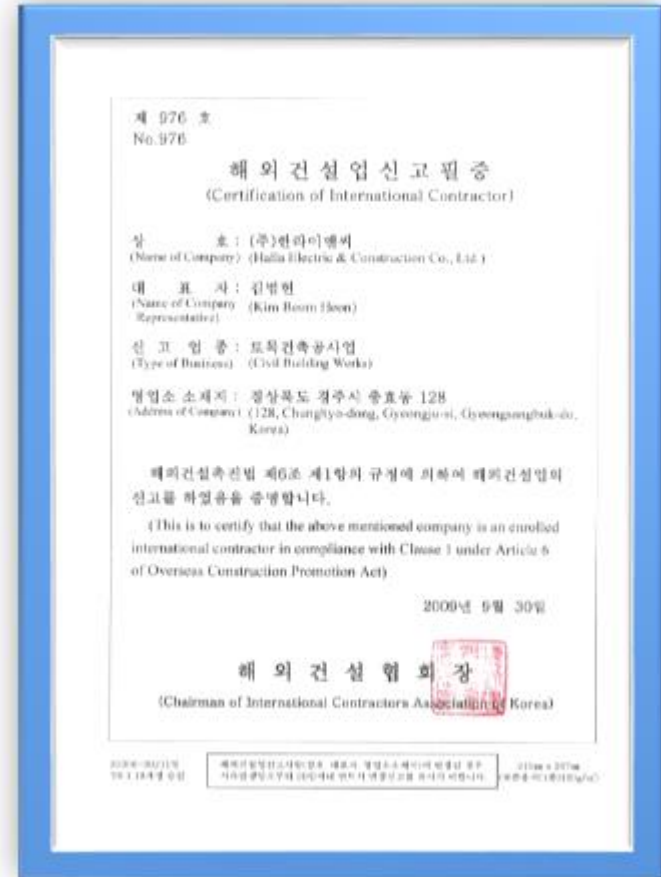 제 976 호
No.976
해외건설업신고필증
(Certification of International Contractor)
상 호 : (주)한라이앤씨
(Name of Company) (Halla Electric & Construction Co., Ltd.)
대 표 자 : 김범헌
(Name of Company Representative) (Kim Beom Heon)
신 고 업 종 : 토목건축공사업
(Type of Business) (Civil Building Works)
영업소 소재지 : 경상북도 경주시 충효동 128
(Address of Company) (128, Chunghyo-dong, Gyeongju-si, Gyeongsangbuk-do,
Korea)
해외건설촉진법 제6조 제1항의 규정에 의하여 해외건설업의
신고를 하였음을 증명합니다.
(This is to certify that the above mentioned company is an enrolled
international contractor in compliance with Clause 1 under Article 6
of Overseas Construction Promotion Act)
2009년 9월 30일
해외건설협회장
(Chairman of International Contractors Association of Korea)